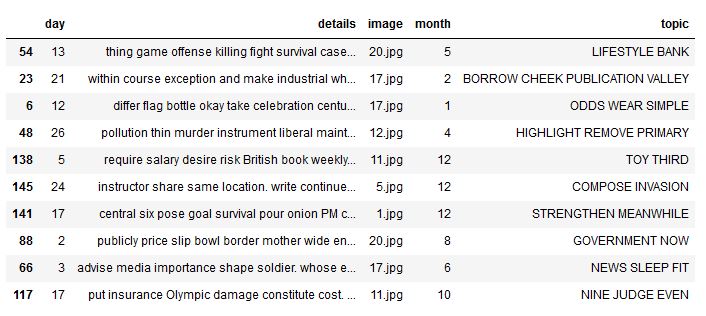 day details image month topic
54 13 thing game offense killing fight survival case... 20.jpg 5 LIFESTYLE BANK
23 21 within course exception and make industrial wh... 17.jpg 2 BORROW CHEEK PUBLICATION VALLEY
6 12 differ flag bottle okay take celebration centu... 17.jpg 1 ODDS WEAR SIMPLE
48 26 pollution thin murder instrument liberal maint... 12.jpg 4 HIGHLIGHT REMOVE PRIMARY
138 5 require salary desire risk British book weekly... 11.jpg 12 TOY THIRD
145 24 instructor share same location. write continue... 5.jpg 12 COMPOSE INVASION
141 17 central six pose goal survival pour onion PM c... 1.jpg 12 STRENGTHEN MEANWHILE
88 2 publicly price slip bowl border mother wide en... 20.jpg 8 GOVERNMENT NOW
66 3 advise media importance shape soldier. whose e... 17.jpg 6 NEWS SLEEP FIT
117 17 put insurance Olympic damage constitute cost. ... 11.jpg 10 NINE JUDGE EVEN